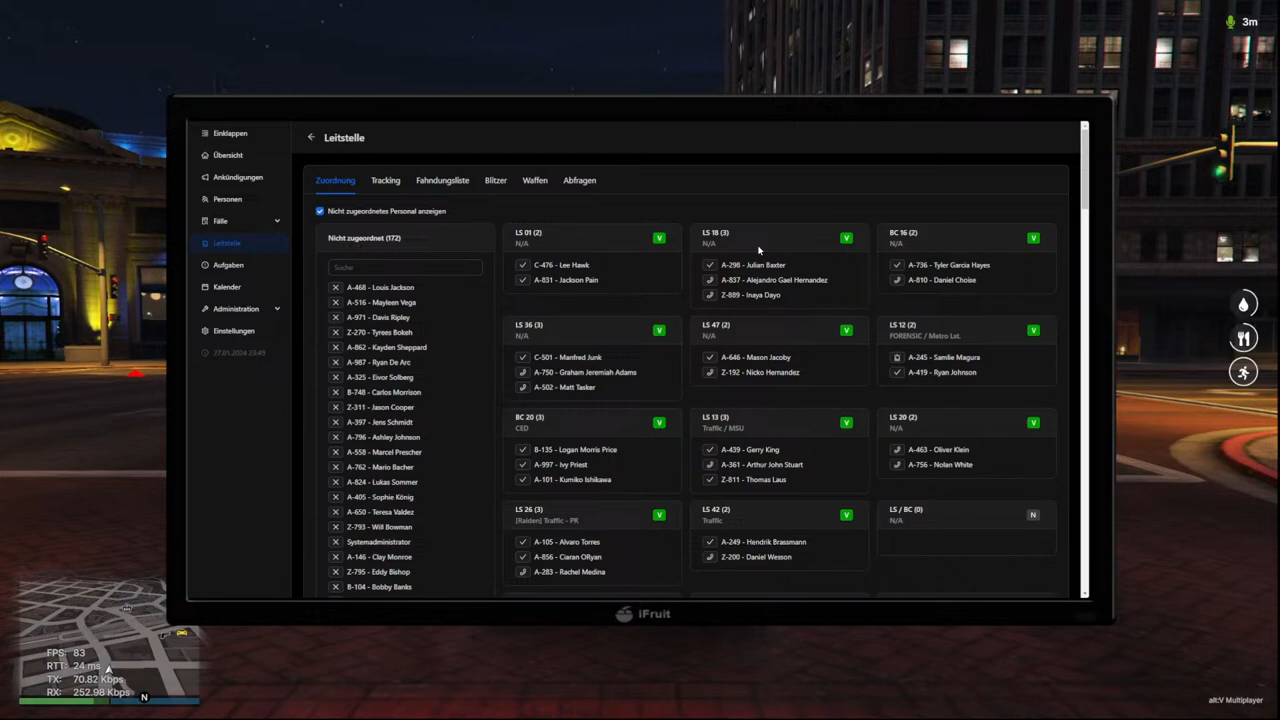 3m
Einklappen
Übersicht
Ankündigungen
Personen
Fälle
Leitstelle
Aufgaben
Kalender
Administration
Einstellungen
27.01.2024 23:49
Leitstelle
Zuordnung Tracking Fahndungsliste Blitzer Waffen Abfragen
Nicht zugeordnetes Personal anzeigen
Nicht zugeordnet (172)
Suche
A-468 - Louis Jackson
A-516 - Mayleen Vega
A-971 - Davis Ripley
Z-270 - Tyrees Bokeh
A-862 - Kayden Sheppard
A-987 - Ryan De Arc
A-325 - Eivor Solberg
B-748 - Carlos Morrison
Z-311 - Jason Cooper
A-397 - Jens Schmidt
A-796 - Ashley Johnson
A-558 - Marcel Prescher
A-762 - Mario Bacher
A-824 - Lukas Sommer
A-405 - Sophie König
A-650 - Teresa Valdez
Z-793 - Will Bowman
Systemadministrator
A-146 - Clay Monroe
Z-795 - Eddy Bishop
B-104 - Bobby Banks
LS 01 (2) V
N/A
C-476 - Lee Hawk
A-831 - Jackson Pain
LS 18 (3) V
N/A
A-298 - Julian Baxter
A-837 - Alejandro Gael Hernandez
Z-889 - Inaya Dayo
BC 16 (2) V
N/A
A-736 - Tyler Garcia Hayes
A-810 - Daniel Choise
LS 36 (3) V
N/A
C-501 - Manfred Junk
A-750 - Graham Jeremiah Adams
A-502 - Matt Tasker
LS 47 (2) V
N/A
A-646 - Mason Jacoby
Z-192 - Nicko Hernandez
LS 12 (2) V
FORENSIC / Metro Lst.
A-245 - Samlie Magura
A-419 - Ryan Johnson
BC 20 (3) V
CED
B-135 - Logan Morris Price
A-997 - Ivy Priest
A-101 - Kumiko Ishikawa
LS 13 (3) V
Traffic / MSU
A-439 - Gerry King
A-361 - Arthur John Stuart
Z-811 - Thomas Laus
LS 20 (2) V
N/A
A-463 - Oliver Klein
A-756 - Nolan White
LS 26 (3) V
[Raiden] Traffic - PR
A-105 - Alvaro Torres
A-856 - Ciaran ORyan
A-283 - Rachel Medina
LS 42 (2) V
Traffic
A-249 - Hendrik Brassmann
Z-200 - Daniel Wesson
LS / BC (0) N
N/A
iFruit
FPS: 83
RTT: 24 ms
TX: 70.82 Kbps
RX: 252.98 Kbps
N
alt:V Multiplayer